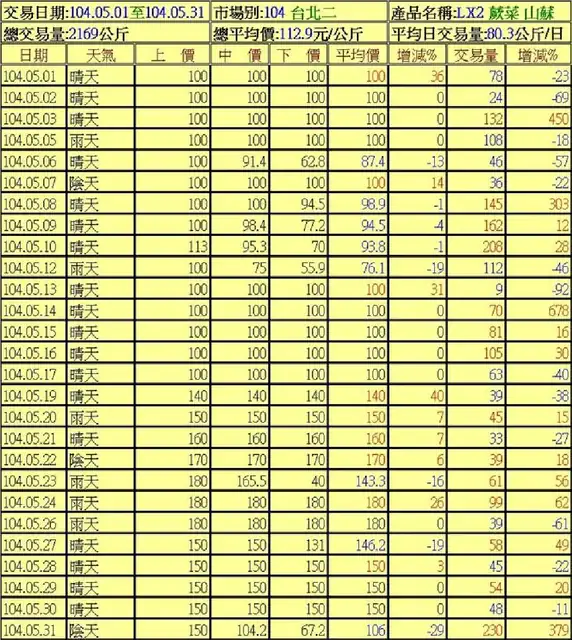 交易日期:104.05.01至104.05.31 市場別:104 台北二 產品名稱:LX2 蕨菜 山蘇
總交易量:2169公斤 總平均價:112.9元/公斤 平均日交易量:80.3公斤/日
日期 天氣 上 價 中 價 下 價 平均價 增減% 交易量 增減%
104.05.01 晴天 100 100 100 100 36 78 -23
104.05.02 晴天 100 100 100 100 0 24 -69
104.05.03 晴天 100 100 100 100 0 132 450
104.05.05 雨天 100 100 100 100 0 108 -18
104.05.06 晴天 100 91.4 62.8 87.4 -13 46 -57
104.05.07 陰天 100 100 100 100 14 36 -22
104.05.08 晴天 100 100 94.5 98.9 -1 145 303
104.05.09 晴天 100 98.4 77.2 94.5 -4 162 12
104.05.10 晴天 113 95.3 70 93.8 -1 208 28
104.05.12 雨天 100 75 55.9 76.1 -19 112 -46
104.05.13 晴天 100 100 100 100 31 9 -92
104.05.14 晴天 100 100 100 100 0 70 678
104.05.15 晴天 100 100 100 100 0 81 16
104.05.16 晴天 100 100 100 100 0 105 30
104.05.17 晴天 100 100 100 100 0 63 -40
104.05.19 晴天 140 140 140 140 40 39 -38
104.05.20 雨天 150 150 150 150 7 45 15
104.05.21 晴天 160 160 160 160 7 33 -27
104.05.22 陰天 170 170 170 170 6 39 18
104.05.23 雨天 180 165.5 40 143.3 -16 61 56
104.05.24 雨天 180 180 180 180 26 99 62
104.05.26 雨天 180 180 180 180 0 39 -61
104.05.27 晴天 150 150 131 146.2 -19 58 49
104.05.28 晴天 150 150 150 150 3 45 -22
104.05.29 晴天 150 150 150 150 0 54 20
104.05.30 晴天 150 150 150 150 0 48 -11
104.05.31 晴天 150 104.2 67.2 106 -29 230 379